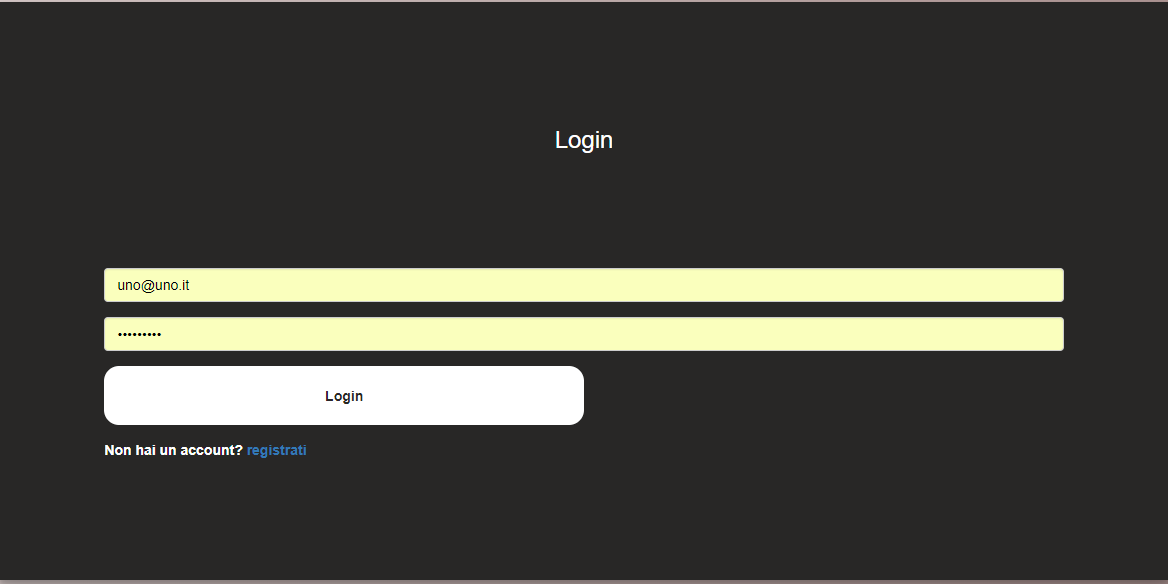 Login
uno@uno.it
•••••••••
Login
Non hai un account? registrati